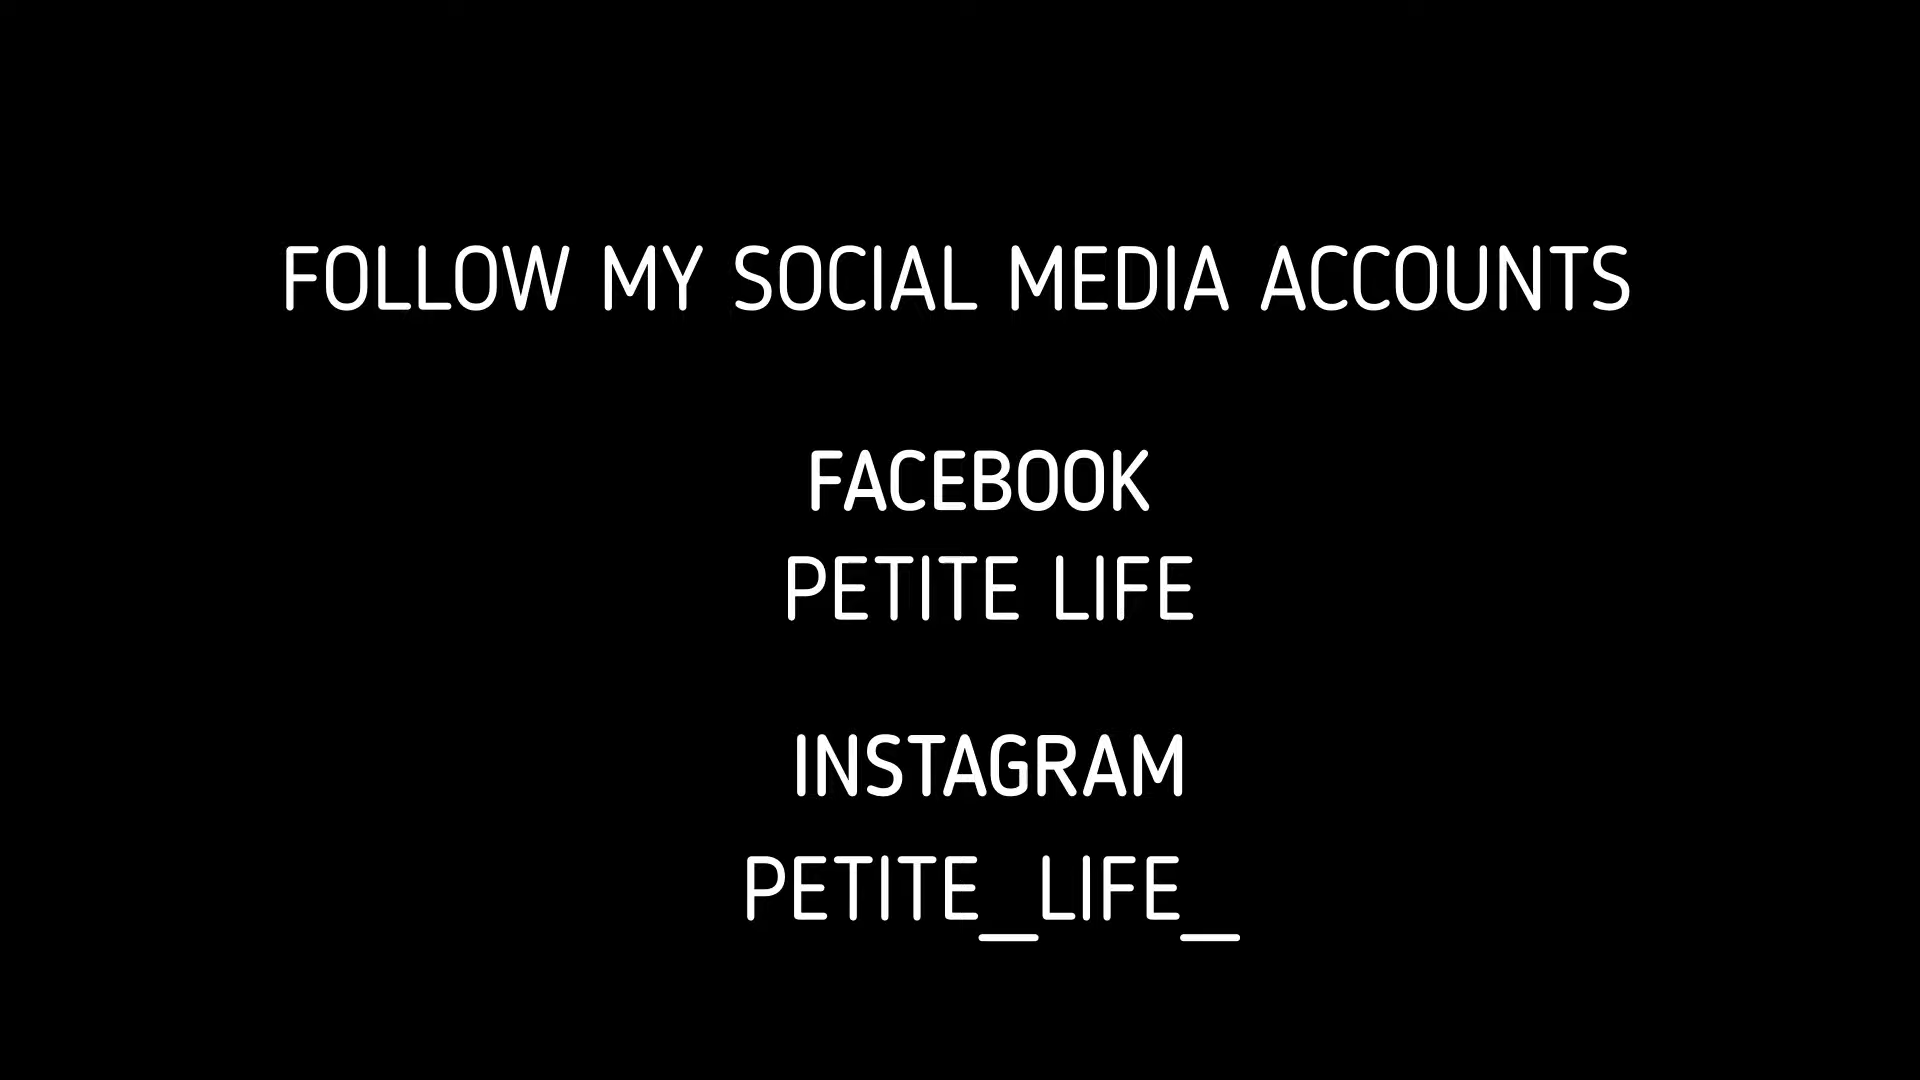 FOLLOW MY SOCIAL MEDIA ACCOUNTS
FACEBOOK
PETITE LIFE
INSTAGRAM
PETITE_LIFE_